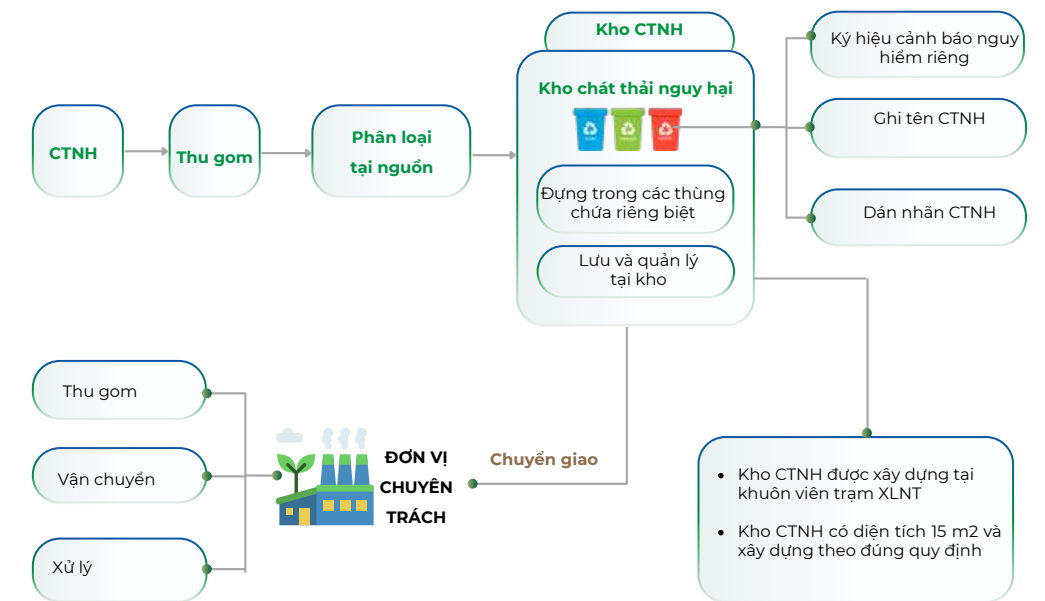 Kho CTNH
Kho chát thải nguy hại
Đựng trong các thùng
chứa riêng biệt
Lưu và quản lý
tại kho
CTNH
Thu gom
Phân loại
tại nguồn
Ký hiệu cảnh báo nguy
hiểm riêng
Ghi tên CTNH
Dán nhãn CTNH
Thu gom
Vận chuyển
Xử lý
ĐƠN VỊ
CHUYÊN
TRÁCH
Chuyển giao
• Kho CTNH được xây dựng tại
khuôn viên trạm XLNT
• Kho CTNH có diện tích 15 m2 và
xây dựng theo đúng quy định